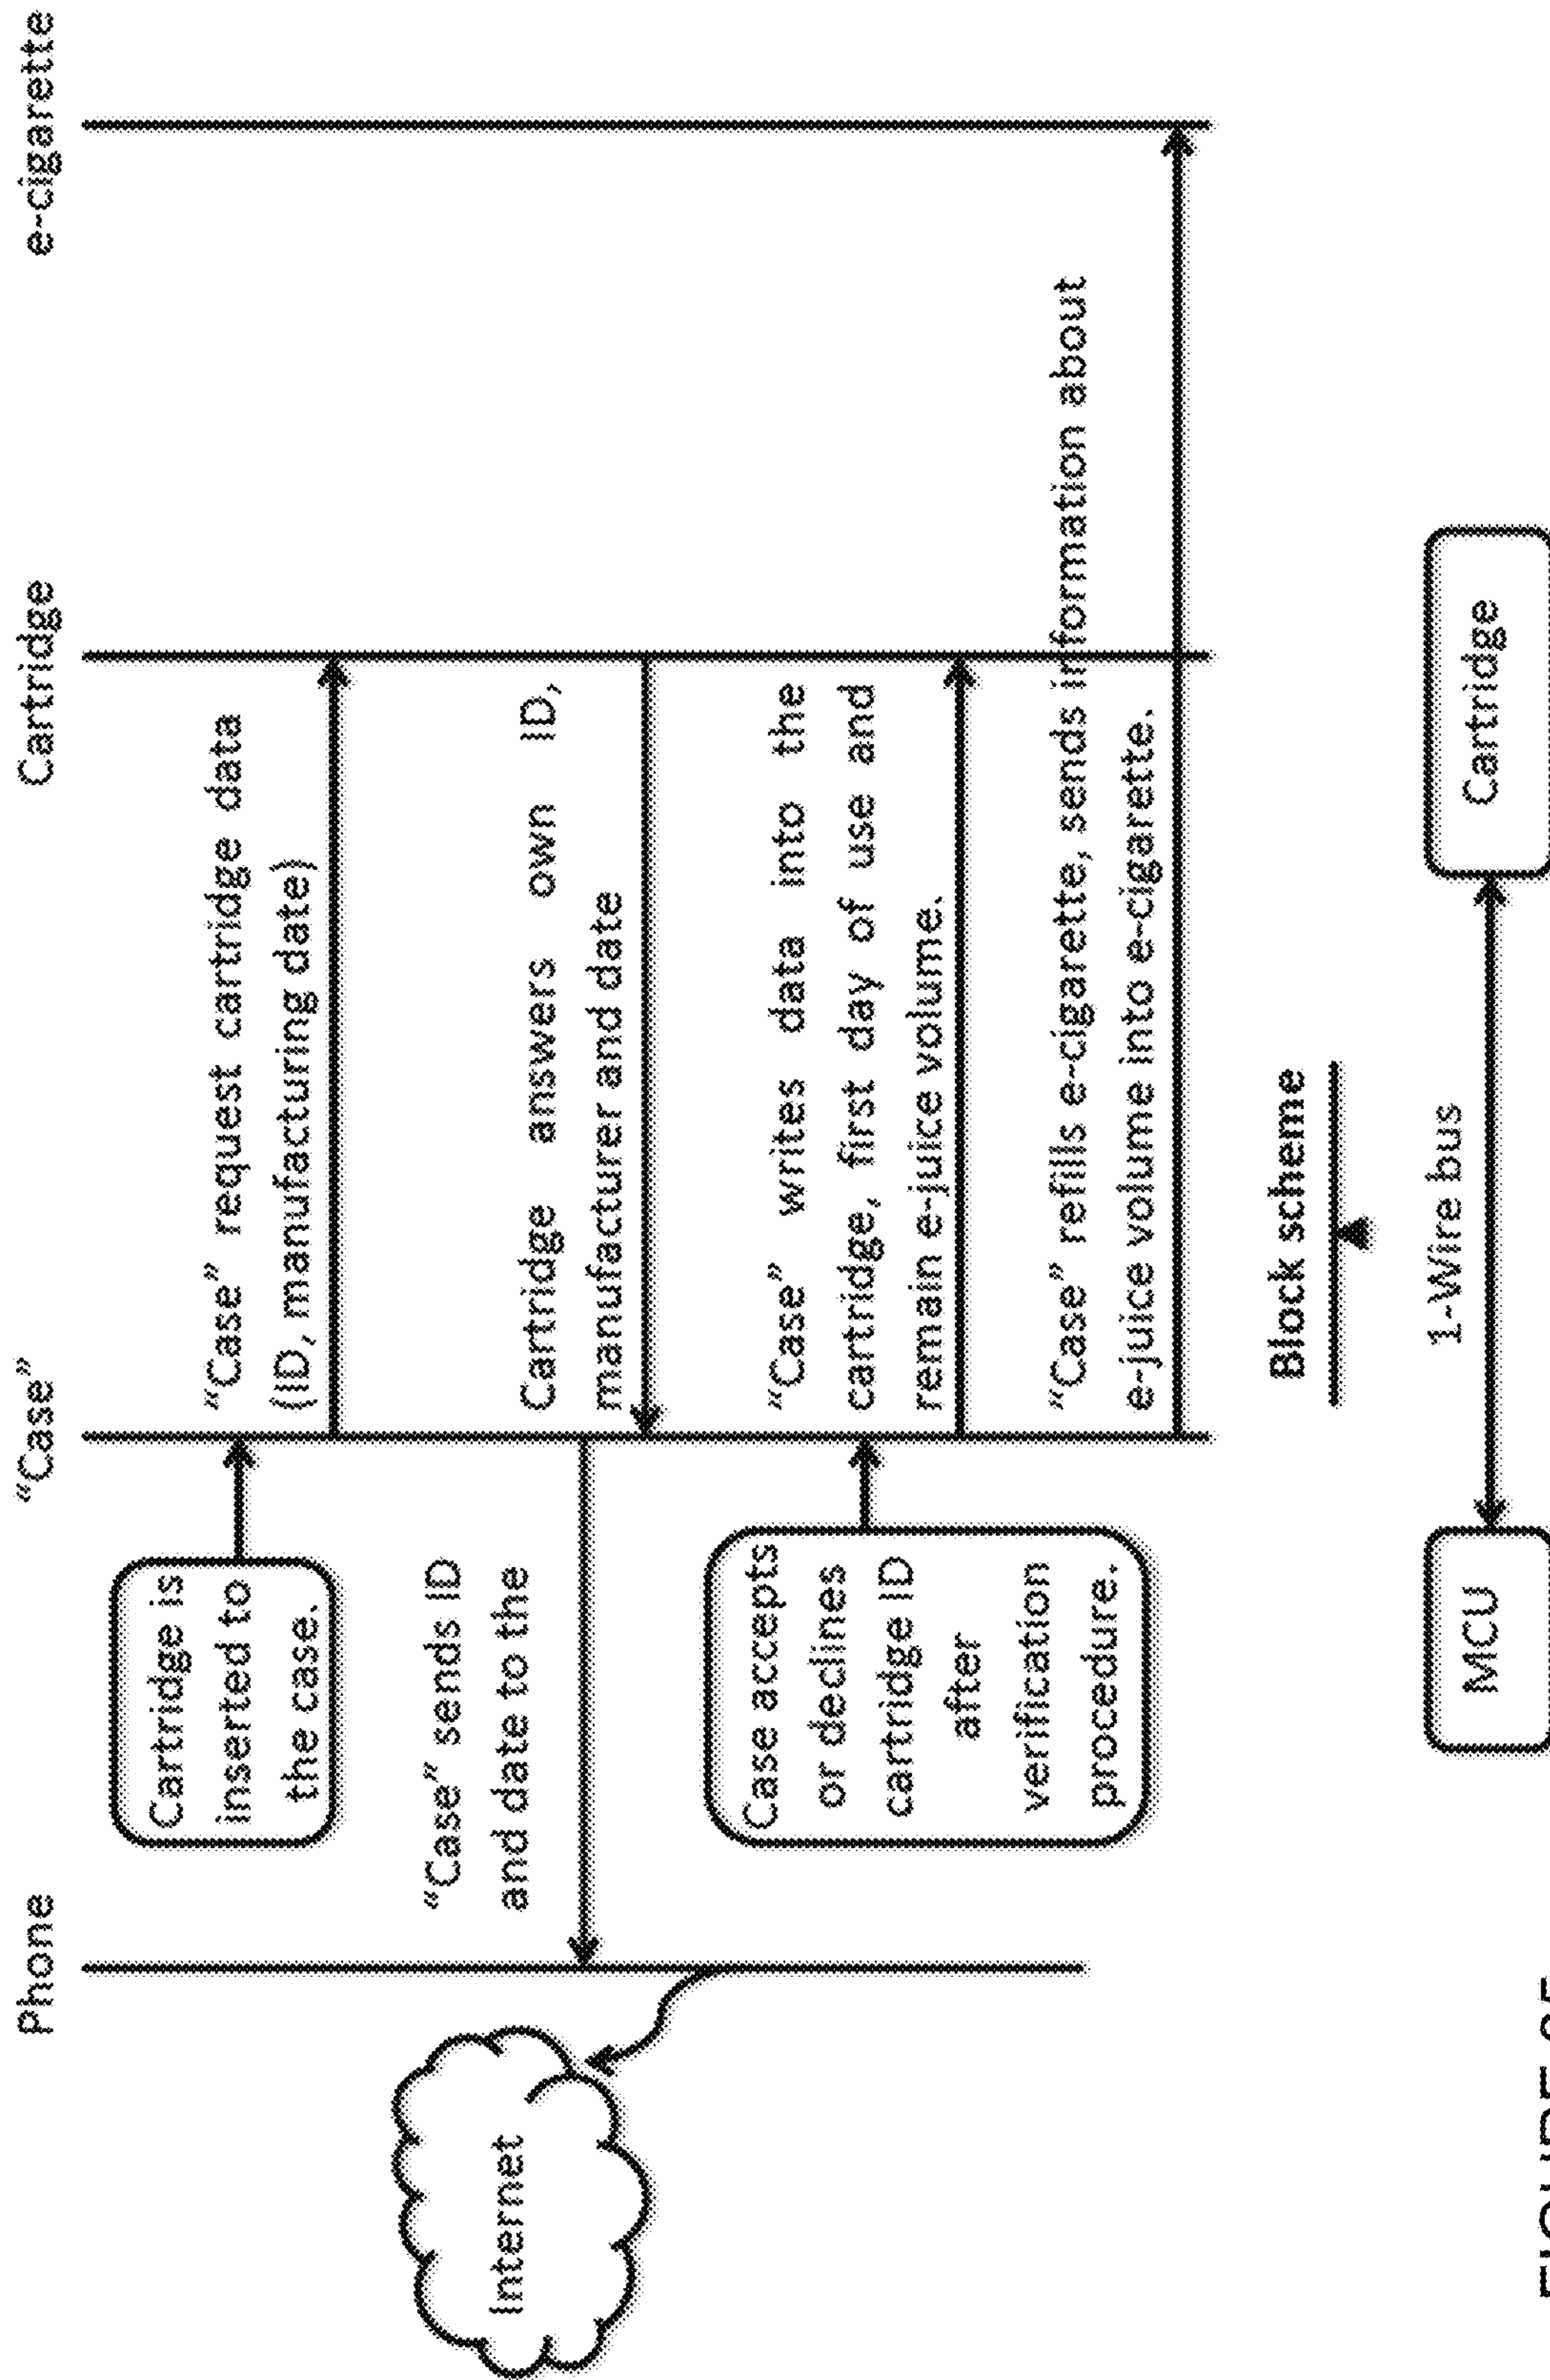 Phone
"Case"
Cartridge
e-cigarette
Cartridge is
inserted to
the case.
"Case" request cartridge data
(ID, manufacturing date)
Internet
"Case" sends ID
and date to the
Cartridge answers own ID,
manufacturer and date
Case accepts
or declines
cartridge ID
after
verification
procedure.
"Case" writes data into the
cartridge, first day of use and
remain e-juice volume.
"Case" refills e-cigarette, sends information about
e-juice volume into e-cigarette.
Block scheme
MCU
1-Wire bus
Cartridge
FIGURE